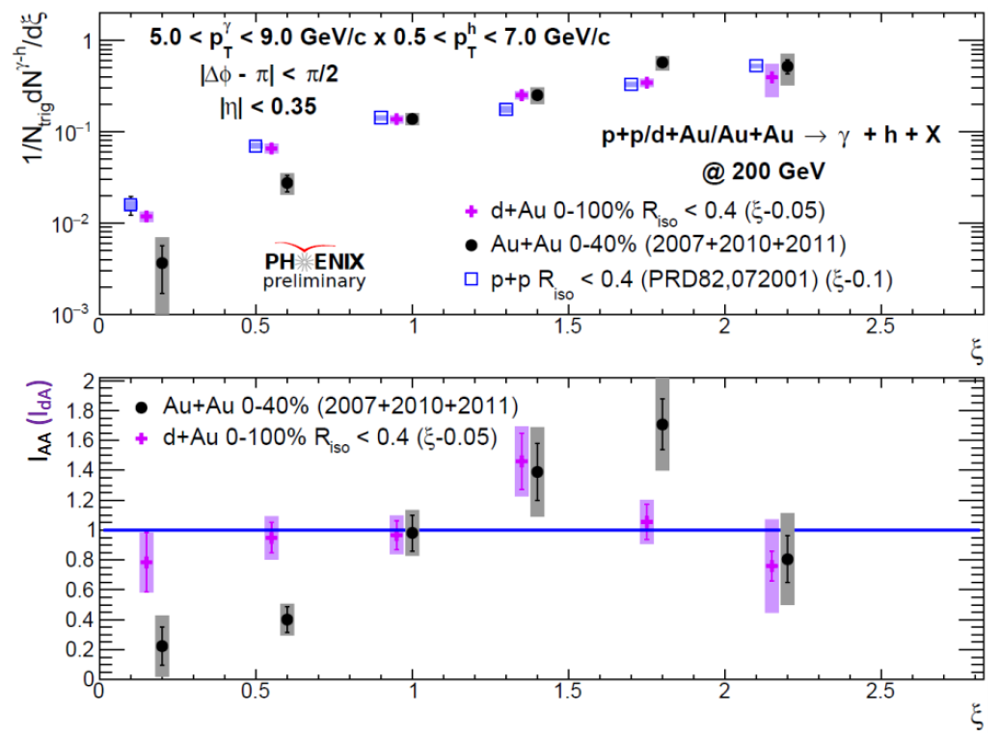 5.0 < p_T^γ < 9.0 GeV/c x 0.5 < p_T^h < 7.0 GeV/c
|Δϕ - π| < π/2
|η| < 0.35
p+p/d+Au/Au+Au → γ + h + X
@ 200 GeV
d+Au 0-100% R_iso < 0.4 (ξ-0.05)
Au+Au 0-40% (2007+2010+2011)
p+p R_iso < 0.4 (PRD82,072001) (ξ-0.1)
PHENIX
preliminary
1/N_trig dN^γ-h/dξ
1
10^−1
10^−2
10^−3
0 0.5 1 1.5 2 2.5
ξ
I_AA (I_dA)
Au+Au 0-40% (2007+2010+2011)
d+Au 0-100% R_iso < 0.4 (ξ-0.05)
2
1.8
1.6
1.4
1.2
1
0.8
0.6
0.4
0.2
0
0 0.5 1 1.5 2 2.5
ξ